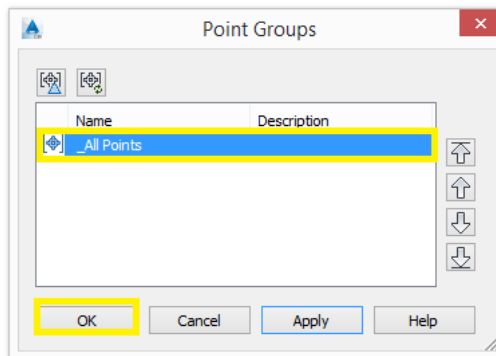 Point Groups
Name Description
_All Points
OK Cancel Apply Help